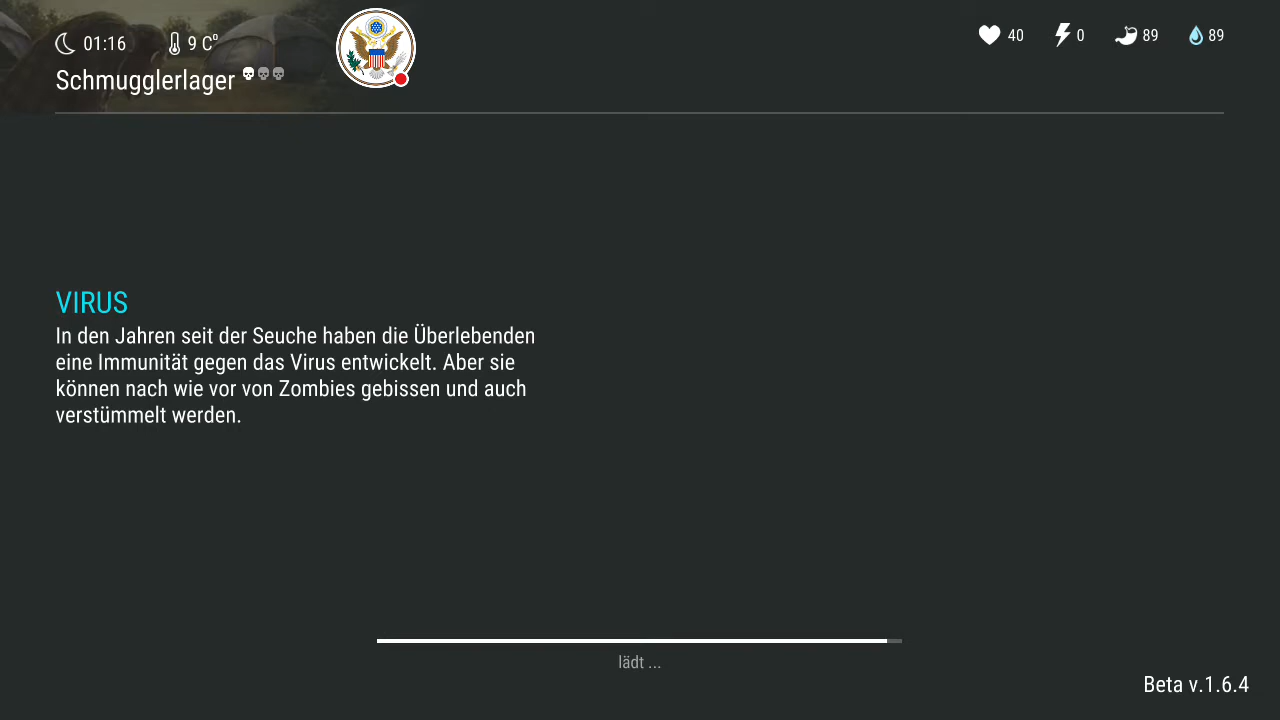 01:16 9 Cº
40 0 89 89
Schmugglerlager
VIRUS
In den Jahren seit der Seuche haben die Überlebenden
eine Immunität gegen das Virus entwickelt. Aber sie
können nach wie vor von Zombies gebissen und auch
verstümmelt werden.
lädt ...
Beta v.1.6.4